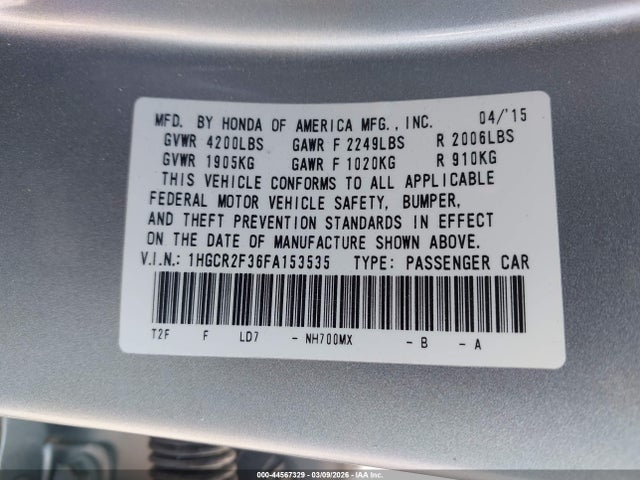 MFD. BY HONDA OF AMERICA MFG., INC. 04/'15
GVWR 4200LBS GAWR F 2249LBS R 2006LBS
GVWR 1905KG GAWR F 1020KG R 910KG
THIS VEHICLE CONFORMS TO ALL APPLICABLE
FEDERAL MOTOR VEHICLE SAFETY, BUMPER,
AND THEFT PREVENTION STANDARDS IN EFFECT
ON THE DATE OF MANUFACTURE SHOWN ABOVE.
V.I.N.: 1HGCR2F36FA153535 TYPE: PASSENGER CAR
T2F F LD7 - NH700MX - B - A
000-44567329 | 03/09/2026 | IAA